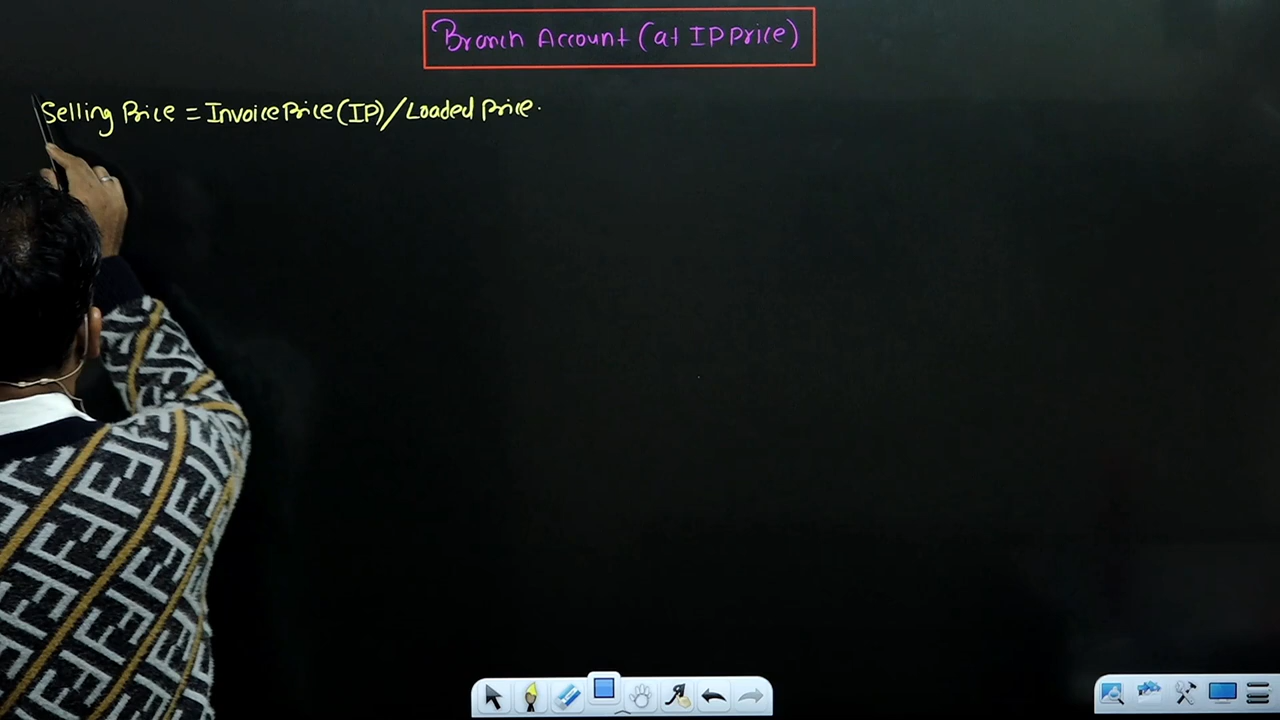 Branch Account (at IP Price)
Selling Price = Invoice Price (IP) / Loaded Price.